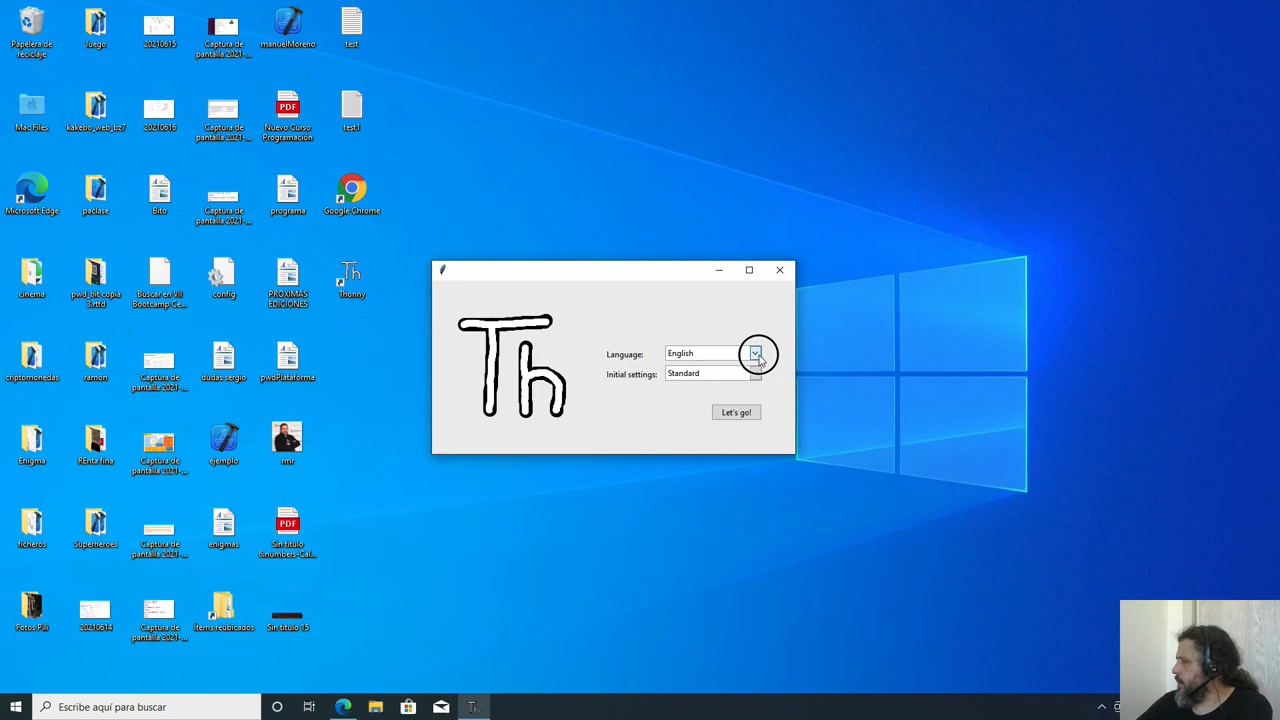 Papelera de
reciclaje
Juego
20210615
Captura de
pantalla 2021-...
manuelMoreno
test
Mac Files
kakebo_web_bz7
20210616
Captura de
pantalla 2021-...
Nuevo Curso
Programacion
test1
Microsoft Edge
paclase
Bito
Captura de
pantalla 2021-...
programa
Google Chrome
cinema
pwd_bit copia
3.rtfd
Buscar en VII
Bootcamp Ce...
config
PROXIMAS
EDICIONES
Thonny
criptomonedas
ramon
Captura de
pantalla 2021-...
dudas sergio
pwdPlataforma
Enigma
REnta fina
Captura de
pantalla 2021-...
ejemplo
rmr
ficheros
Superheroes
Captura de
pantalla 2021-...
enigmas
Sin título
6.numbers-Cal...
Fotos Pili
20210614
Captura de
pantalla 2021-...
Items reubicados
Sin título 15
Th
Language:
English
Initial settings:
Standard
Let's go!
Escribe aquí para buscar